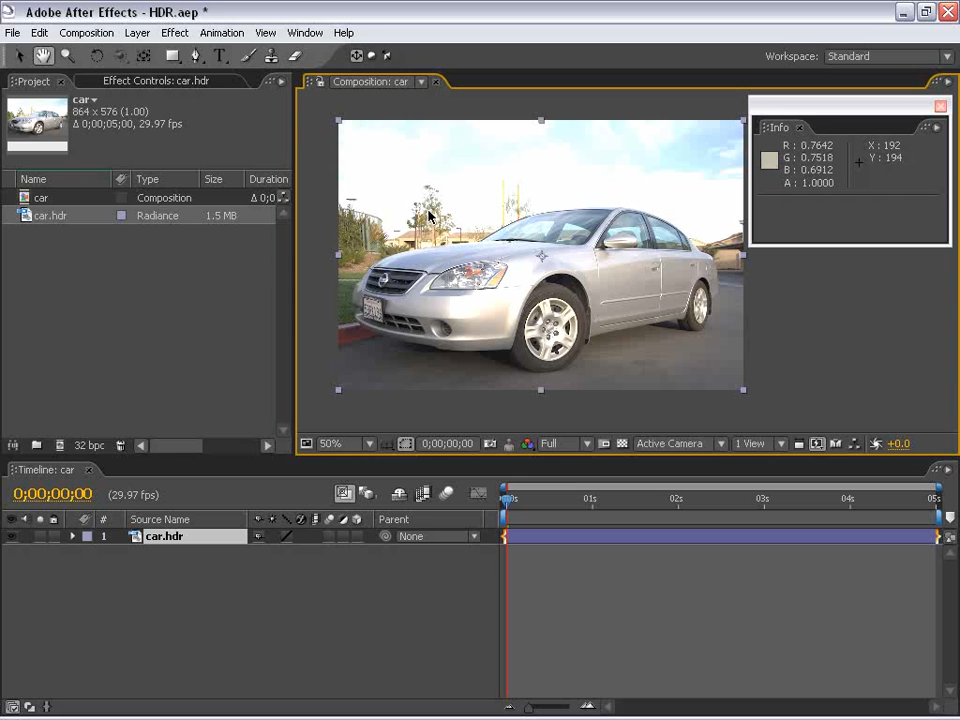 Adobe After Effects - HDR.aep *
File Edit Composition Layer Effect Animation View Window Help
Workspace: Standard
Project Effect Controls: car.hdr
Composition: car
car
864 x 576 (1.00)
Δ 0;00;05;00, 29.97 fps
Info
R : 0.7642
G : 0.7518
B : 0.6912
A : 1.0000
X : 192
Y : 194
Name Type Size Duration
car Composition Δ 0;0
car.hdr Radiance 1.5 MB
32 bpc
50% 0;00;00;00 Full Active Camera 1 View +0.0
Timeline: car
0;00;00;00 (29.97 fps)
01s 02s 03s 04s 05s
# Source Name Parent
1 car.hdr None